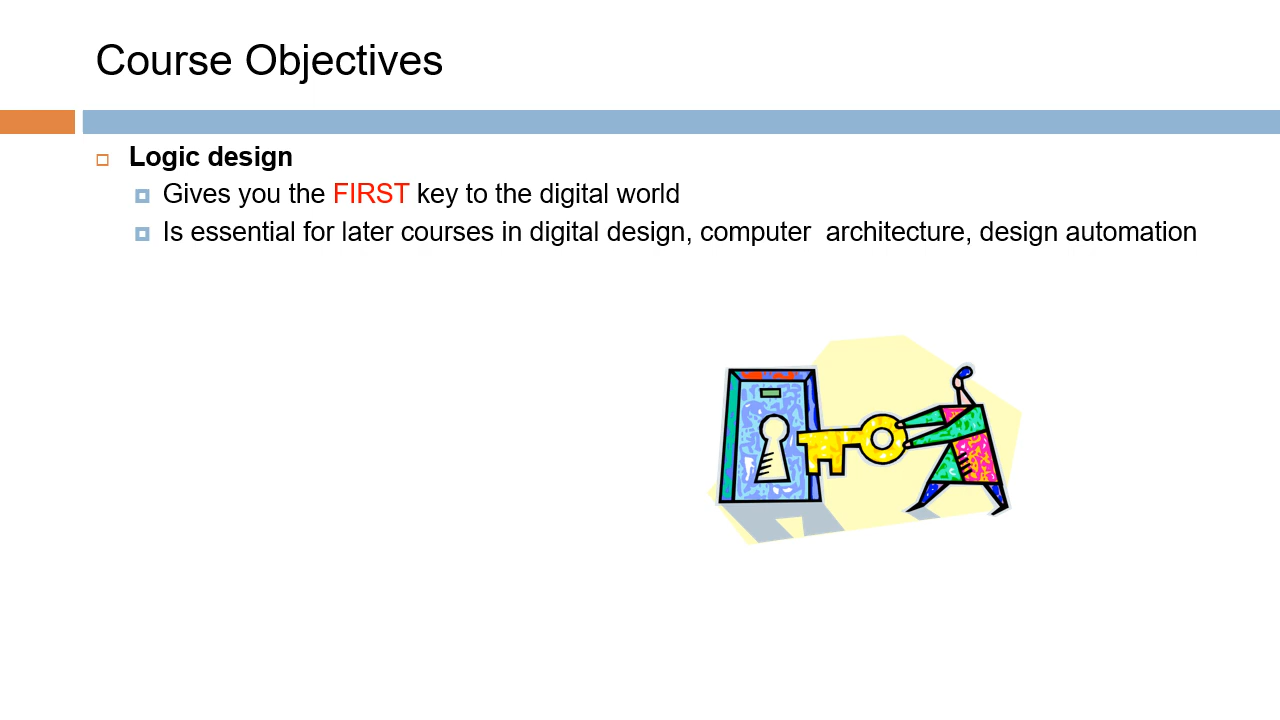 Course Objectives
Logic design
Gives you the FIRST key to the digital world
Is essential for later courses in digital design, computer  architecture, design automation